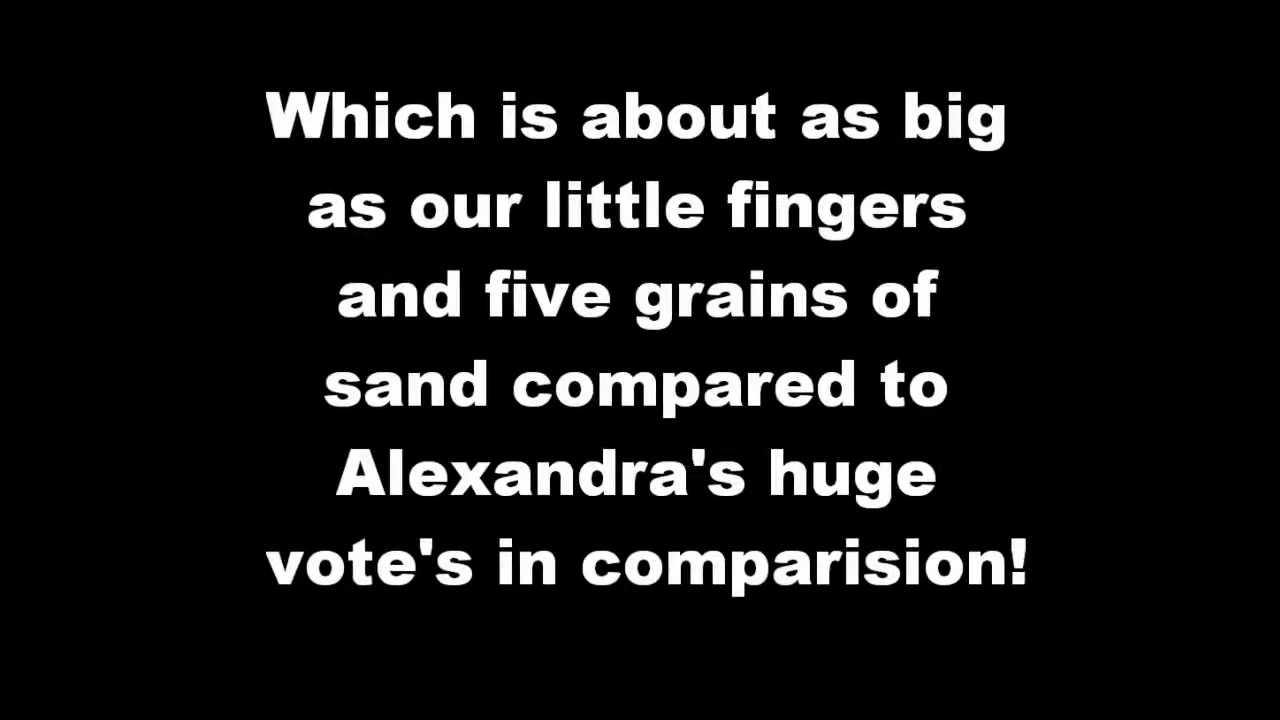 Which is about as big
as our little fingers
and five grains of
sand compared to
Alexandra's huge
vote's in comparision!